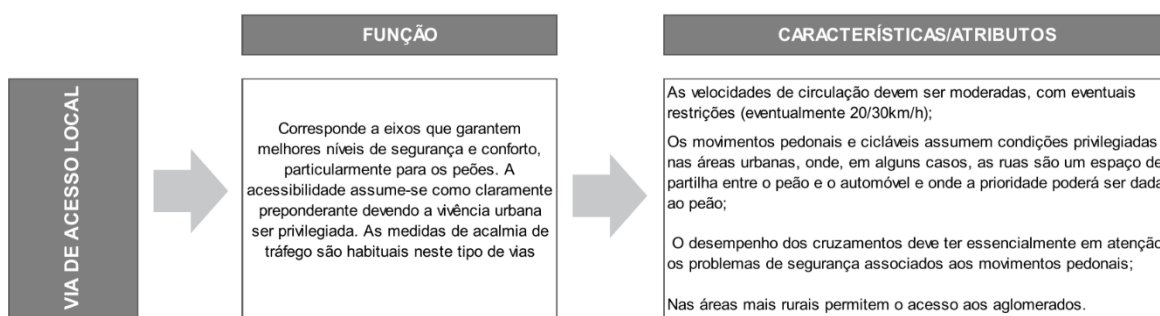 FUNÇÃO
CARACTERÍSTICAS/ATRIBUTOS
VIA DE ACESSO LOCAL
Corresponde a eixos que garantem
melhores níveis de segurança e conforto,
particularmente para os peões. A
acessibilidade assume-se como claramente
preponderante devendo a vivência urbana
ser privilegiada. As medidas de acalmia de
tráfego são habituais neste tipo de vias
As velocidades de circulação devem ser moderadas, com eventuais
restrições (eventualmente 20/30km/h);
Os movimentos pedonais e cicláveis assumem condições privilegiadas
nas áreas urbanas, onde, em alguns casos, as ruas são um espaço de
partilha entre o peão e o automóvel e onde a prioridade poderá ser dada
ao peão;
O desempenho dos cruzamentos deve ter essencialmente em atenção
os problemas de segurança associados aos movimentos pedonais;
Nas áreas mais rurais permitem o acesso aos aglomerados.